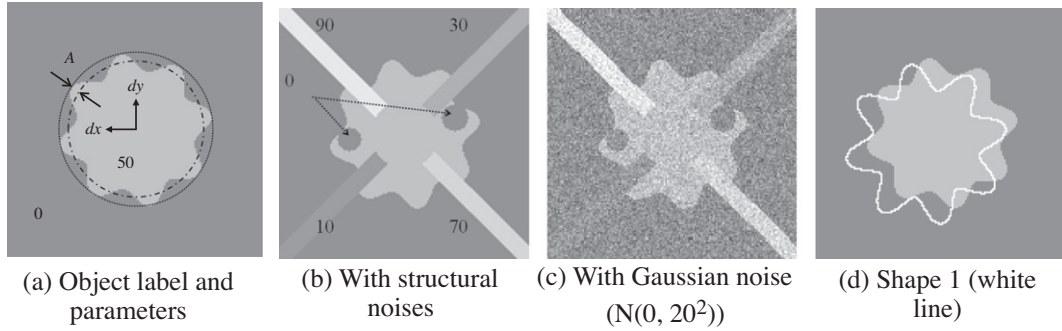 A
dy
dx
50
0
90
30
0
10
70
(a) Object label and
parameters
(b) With structural
noises
(c) With Gaussian noise
(N(0, 20²))
(d) Shape 1 (white
line)